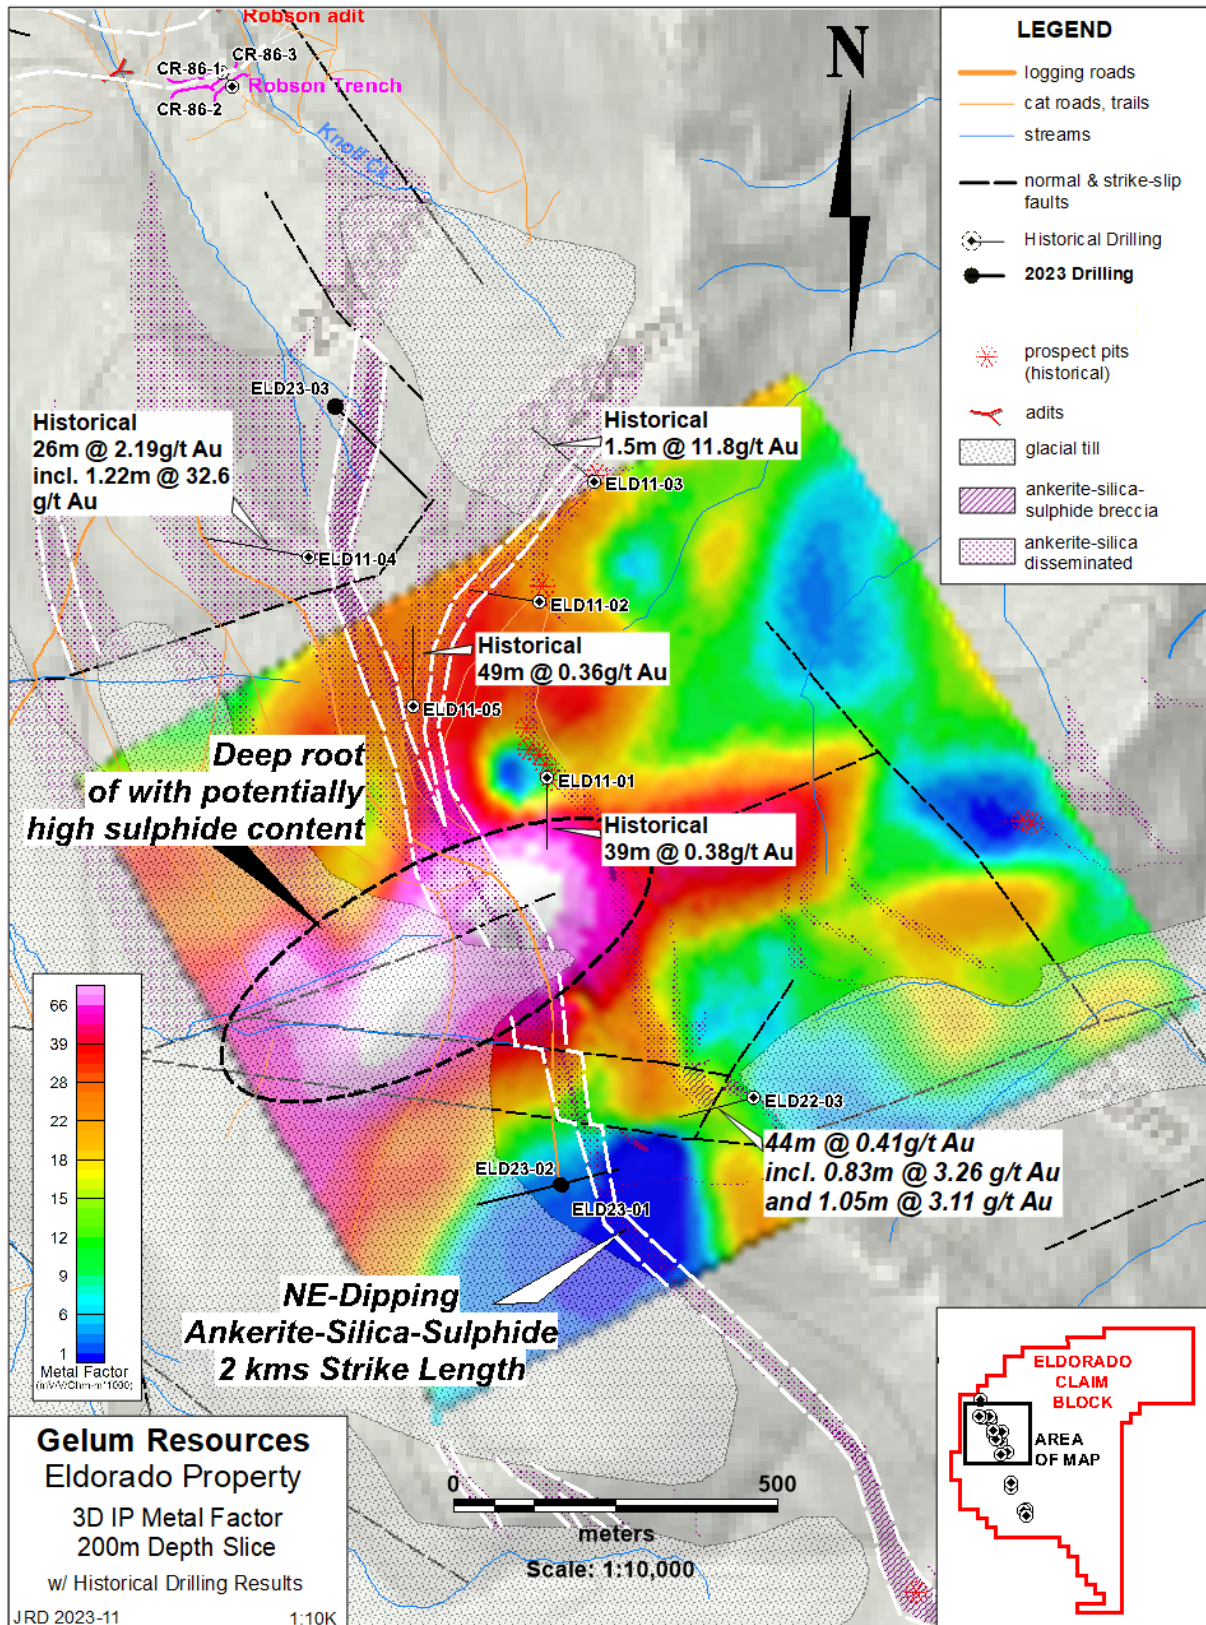 Robson adit
CR-86-3
CR-86-1
Robson Trench
CR-86-2
Knoll Ck
N
LEGEND
logging roads
cat roads, trails
streams
normal & strike-slip
faults
Historical Drilling
2023 Drilling
prospect pits
(historical)
adits
glacial till
ankerite-silica-
sulphide breccia
ankerite-silica
disseminated
ELD23-03
Historical
26m @ 2.19g/t Au
incl. 1.22m @ 32.6
g/t Au
Historical
1.5m @ 11.8g/t Au
ELD11-03
ELD11-04
ELD11-02
Historical
49m @ 0.36g/t Au
ELD11-05
Deep root
of with potentially
high sulphide content
ELD11-01
Historical
39m @ 0.38g/t Au
66
39
28
22
18
15
12
9
6
1
Metal Factor
ELD22-03
44m @ 0.41g/t Au
incl. 0.83m @ 3.26 g/t Au
and 1.05m @ 3.11 g/t Au
ELD23-02
ELD23-01
NE-Dipping
Ankerite-Silica-Sulphide
2 kms Strike Length
ELDORADO
CLAIM
BLOCK
AREA
OF MAP
Gelum Resources
Eldorado Property
3D IP Metal Factor
200m Depth Slice
w/ Historical Drilling Results
JRD 2023-11
1:10K
0
500
meters
Scale: 1:10,000